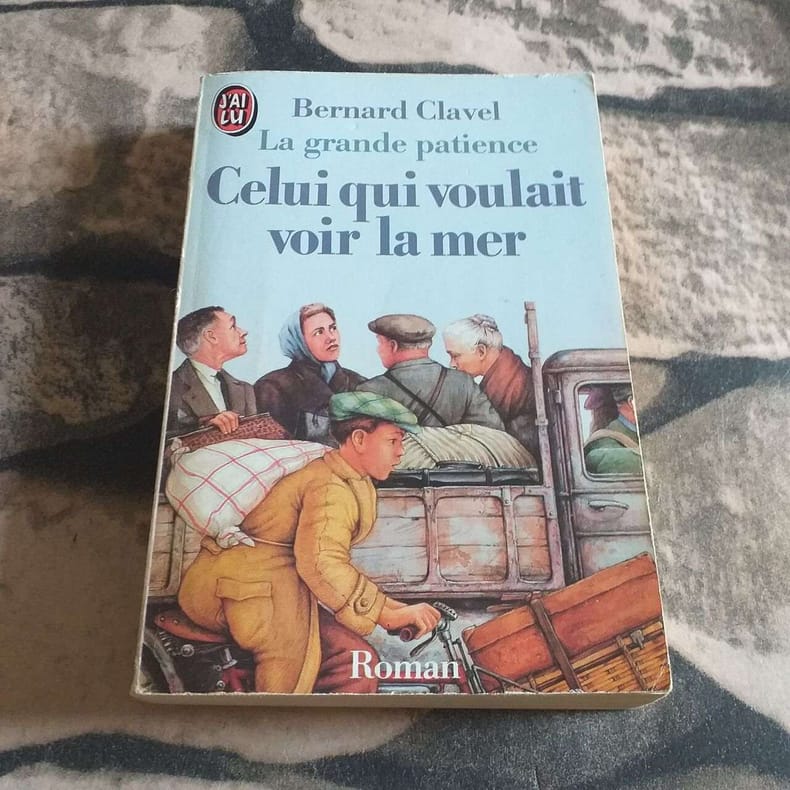 J'AI
LU
Bernard Clavel
La grande patience
Celui qui voulait
voir la mer
Roman